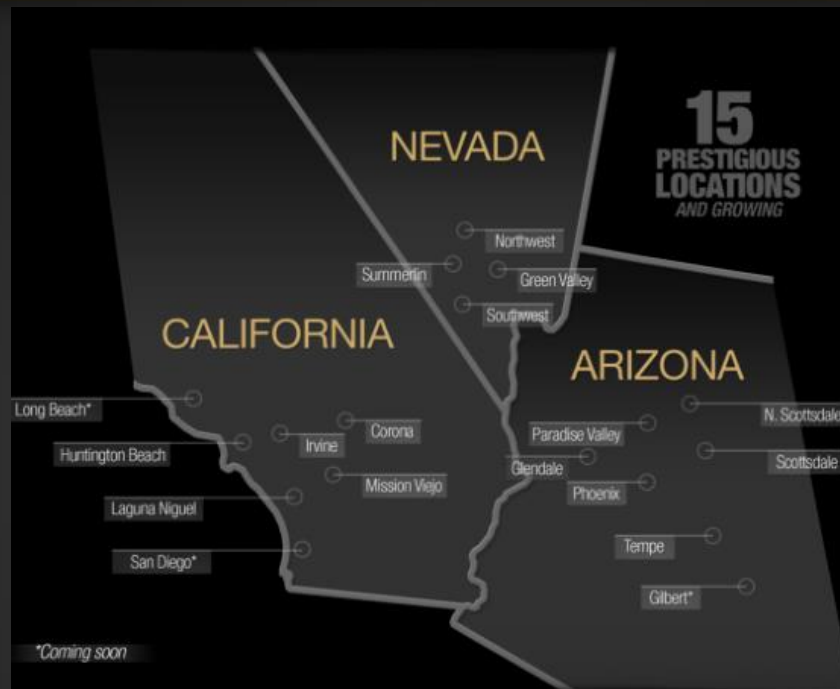 15
PRESTIGIOUS
LOCATIONS
AND GROWING
NEVADA
Northwest
Summerlin
Green Valley
Southwest
CALIFORNIA
Long Beach*
Huntington Beach
Irvine
Corona
Laguna Niguel
Mission Viejo
San Diego*
ARIZONA
N. Scottsdale
Paradise Valley
Glendale
Scottsdale
Phoenix
Tempe
Gilbert*
*Coming soon